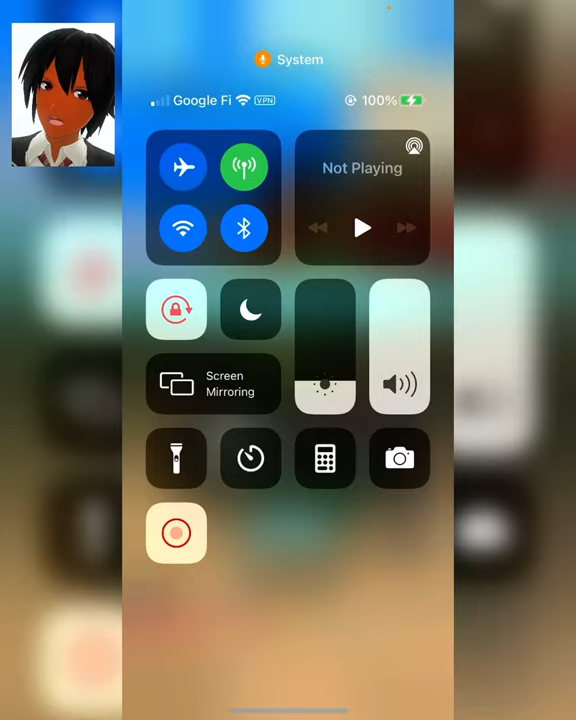 System
Google Fi VPN 100%
Not Playing
Screen
Mirroring